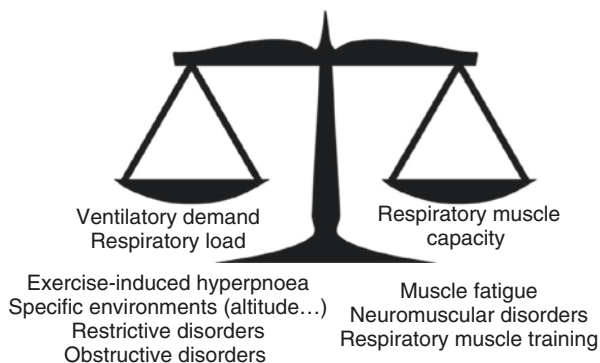 Ventilatory demand
Respiratory load
Respiratory muscle
capacity
Exercise-induced hyperpnoea
Specific environments (altitude…)
Restrictive disorders
Obstructive disorders
Muscle fatigue
Neuromuscular disorders
Respiratory muscle training